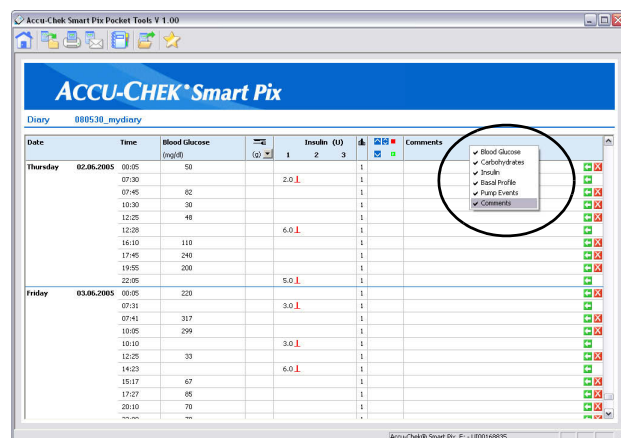 Accu-Chek Smart Pix Pocket Tools V 1.00
ACCU-CHEK® Smart Pix
Diary 080530_mydiary
Date Time Blood Glucose Insulin (U) Comments
(mg/dl) (g) 1 2 3
Blood Glucose
Carbohydrates
Insulin
Basal Profile
Pump Events
Comments
Thursday 02.06.2005 00:05 50 1
07:30 2.0 1
07:45 82 1
10:30 30 1
12:25 48 1
12:28 6.0 1
16:10 110 1
17:45 240 1
19:55 200 1
22:05 5.0 1
Friday 03.06.2005 00:05 220 1
07:31 3.0 1
07:41 317 1
10:05 299 1
10:10 3.0 1
12:25 33 1
14:23 6.0 1
15:17 67 1
17:27 85 1
20:10 70 1
Accu-Chek® Smart Pix